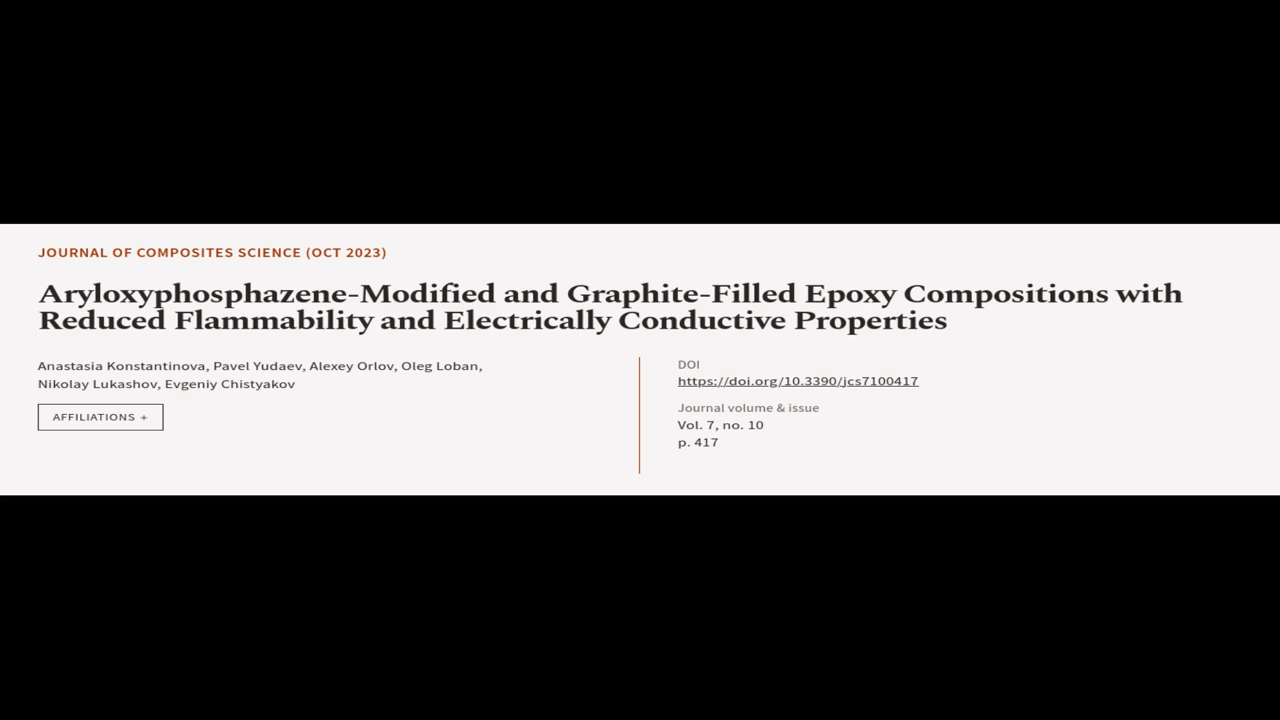 JOURNAL OF COMPOSITES SCIENCE (OCT 2023)
Aryloxyphosphazene-Modified and Graphite-Filled Epoxy Compositions with
Reduced Flammability and Electrically Conductive Properties
Anastasia Konstantinova, Pavel Yudaev, Alexey Orlov, Oleg Loban,
Nikolay Lukashov, Evgeniy Chistyakov
AFFILIATIONS +
DOI
https://doi.org/10.3390/jcs7100417
Journal volume & issue
Vol. 7, no. 10
p. 417